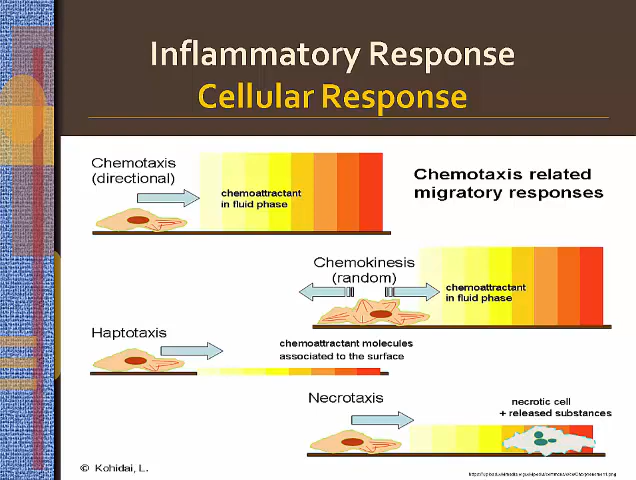 Inflammatory Response
Cellular Response
Chemotaxis
(directional)
chemoattractant
in fluid phase
Chemotaxis related
migratory responses
Chemokinesis
(random)
chemoattractant
in fluid phase
Haptotaxis
chemoattractant molecules
associated to the surface
Necrotaxis
necrotic cell
+ released substances
© Kohidai, L.